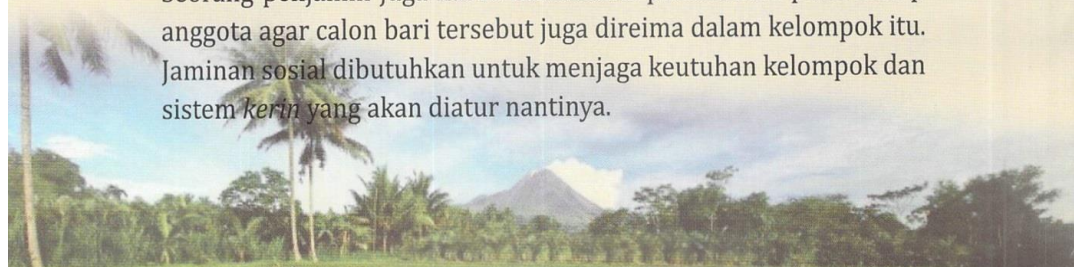 anggota agar calon bari tersebut juga direima dalam kelompok itu.
Jaminan sosial dibutuhkan untuk menjaga keutuhan kelompok dan
sistem kerin yang akan diatur nantinya.